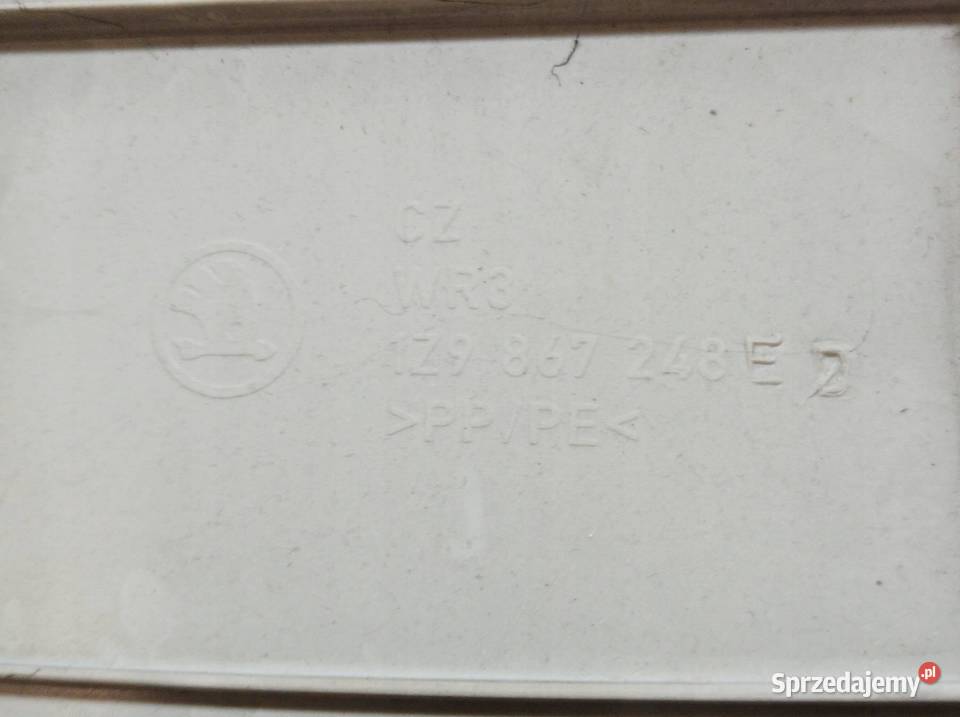 CZ
WR3
1Z9 867 248 E
>PP/PE<
Sprzedajemy.pl